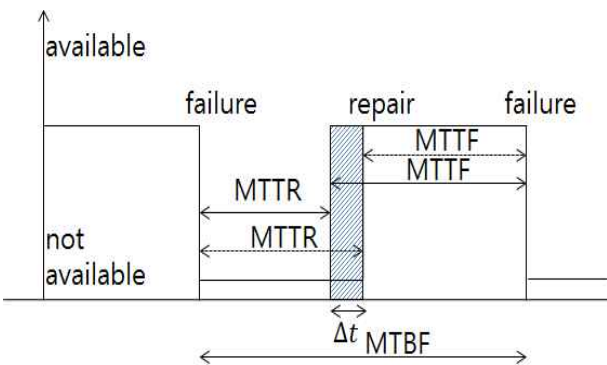 available
failure
repair
failure
MTTF
MTTF
MTTR
MTTR
not
available
Δt
MTBF